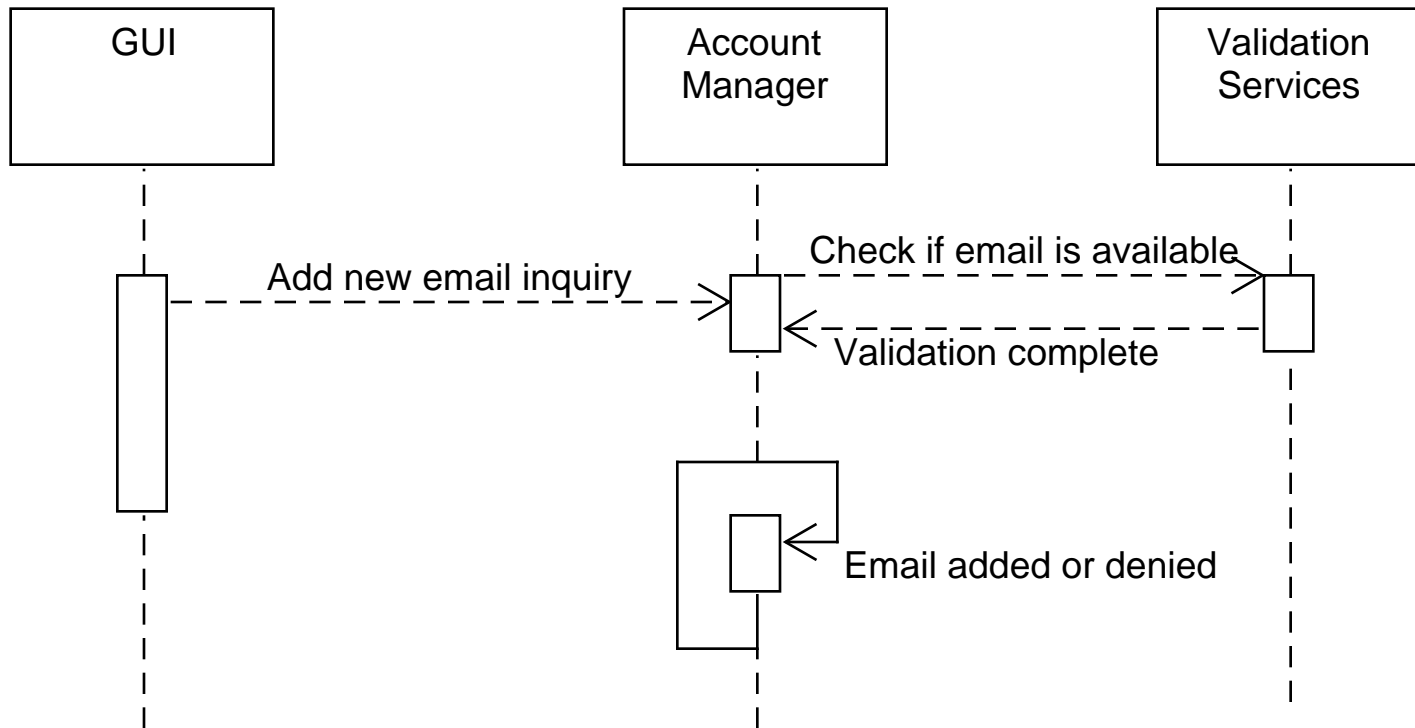 GUI
Account
Manager
Validation
Services
Check if email is available
Add new email inquiry
Validation complete
Email added or denied